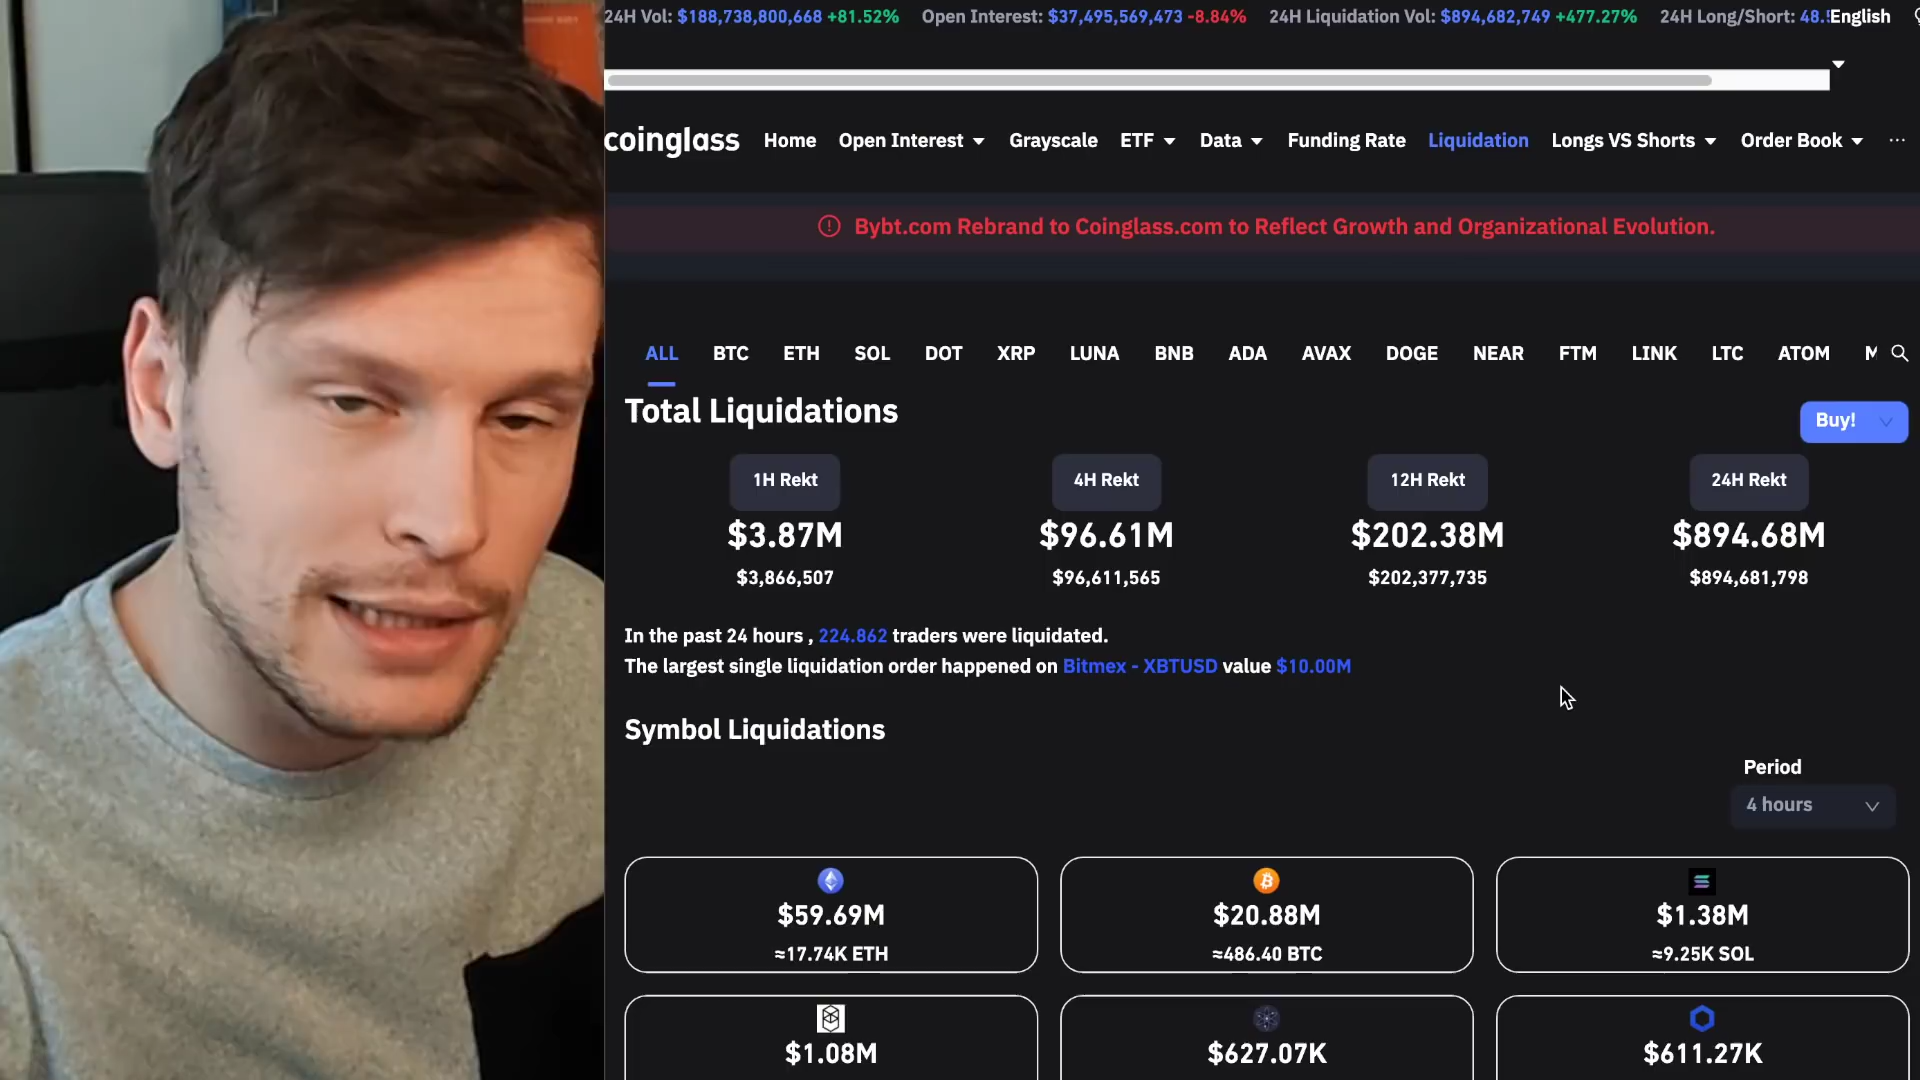 24H Vol: $188,738,800,668 +81.52% Open Interest: $37,495,569,473 -8.84% 24H Liquidation Vol: $894,682,749 +477.27% 24H Long/Short: 48. English
coinglass Home Open Interest Grayscale ETF Data Funding Rate Liquidation Longs VS Shorts Order Book ...
Bybt.com Rebrand to Coinglass.com to Reflect Growth and Organizational Evolution.
ALL BTC ETH SOL DOT XRP LUNA BNB ADA AVAX DOGE NEAR FTM LINK LTC ATOM M
Total Liquidations
Buy!
1H Rekt 4H Rekt 12H Rekt 24H Rekt
$3.87M $96.61M $202.38M $894.68M
$3,866,507 $96,611,565 $202,377,735 $894,681,798
In the past 24 hours , 224.862 traders were liquidated.
The largest single liquidation order happened on Bitmex - XBTUSD value $10.00M
Symbol Liquidations
Period
4 hours
$59.69M $20.88M $1.38M
≈17.74K ETH ≈486.40 BTC ≈9.25K SOL
$1.08M $627.07K $611.27K